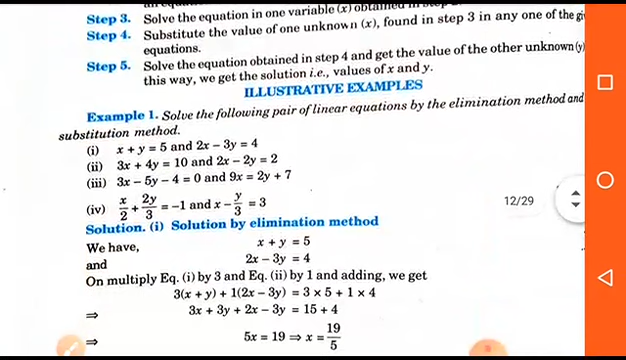 Step 3. Solve the equation in one variable (x) obtained in step 2.
Step 4. Substitute the value of one unknown (x), found in step 3 in any one of the gi
equations.
Step 5. Solve the equation obtained in step 4 and get the value of the other unknown (y)
this way, we get the solution i.e., values of x and y.
ILLUSTRATIVE EXAMPLES
Example 1. Solve the following pair of linear equations by the elimination method and
substitution method.
(i) x + y = 5 and 2x – 3y = 4
(ii) 3x + 4y = 10 and 2x – 2y = 2
(iii) 3x – 5y – 4 = 0 and 9x = 2y + 7
(iv) x/2 + 2y/3 = –1 and x – y/3 = 3
12/29
Solution. (i) Solution by elimination method
We have, x + y = 5
and 2x – 3y = 4
On multiply Eq. (i) by 3 and Eq. (ii) by 1 and adding, we get
3(x + y) + 1(2x – 3y) = 3 × 5 + 1 × 4
⇒ 3x + 3y + 2x – 3y = 15 + 4
⇒ 5x = 19 ⇒ x = 19/5